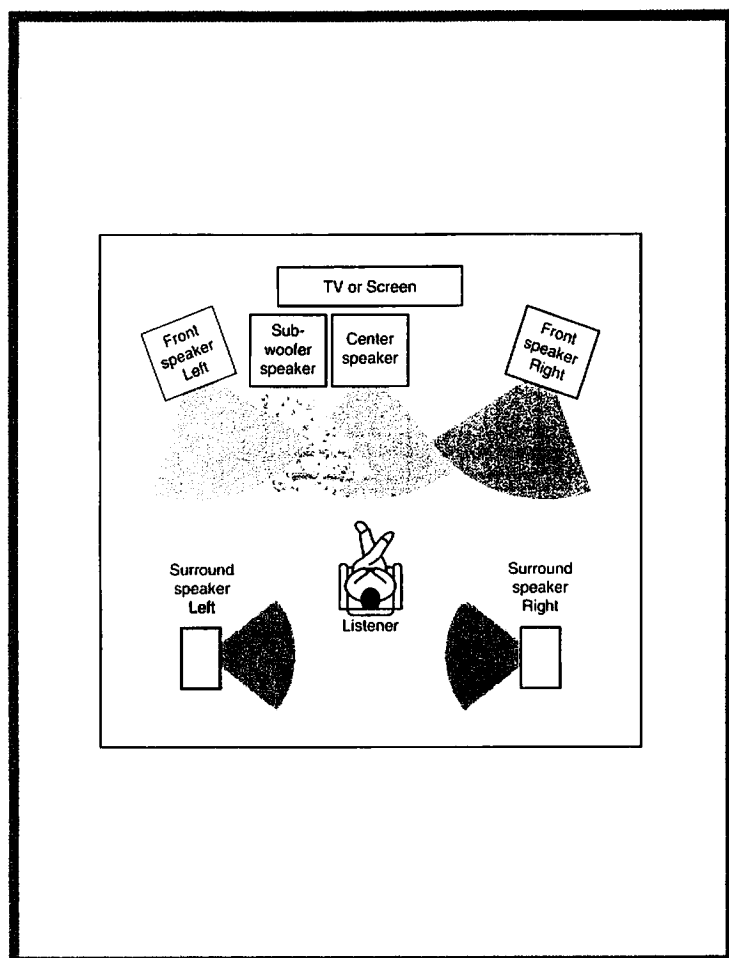 TV or Screen
Front
speaker
Left
Sub-
woofer
speaker
Center
speaker
Front
speaker
Right
Surround
speaker
Left
Listener
Surround
speaker
Right